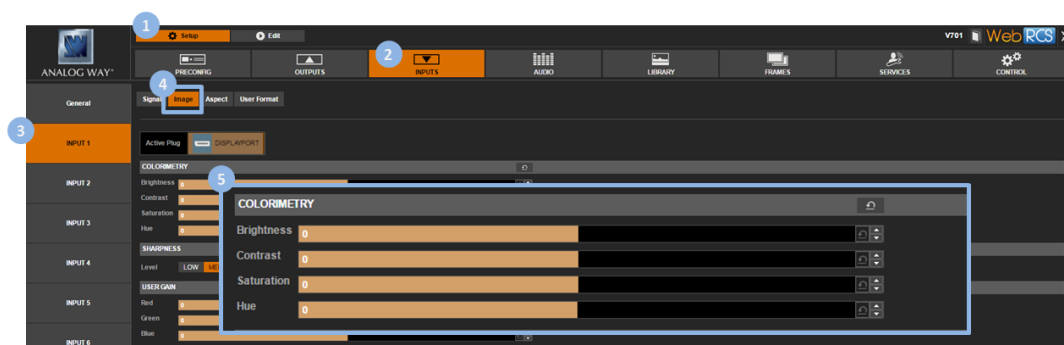 1
Setup
Edit
V701
Web RCS
ANALOG WAY®
PRECONFIG
OUTPUTS
2
INPUTS
AUDIO
LIBRARY
FRAMES
SERVICES
CONTROL
4
General
Signal
Image
Aspect
User Format
3
INPUT 1
Active Plug
DISPLAYPORT
COLORIMETRY
INPUT 2
Brightness 0
Contrast 0
Saturation 0
Hue 0
5
COLORIMETRY
Brightness 0
Contrast 0
Saturation 0
Hue 0
INPUT 3
SHARPNESS
INPUT 4
Level LOW
USER GAIN
INPUT 5
Red 0
Green 0
Blue 0
INPUT 6